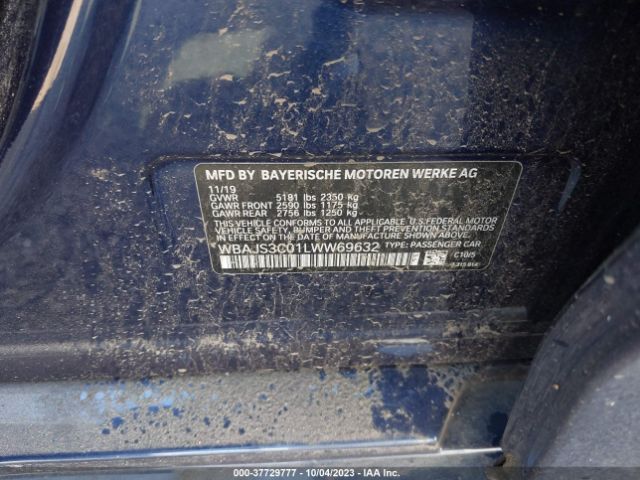 MFD BY BAYERISCHE MOTOREN WERKE AG
11/19
GVWR 5181 lbs 2350 kg
GAWR FRONT 2590 lbs 1175 kg
GAWR REAR 2756 lbs 1250 kg
THIS VEHICLE CONFORMS TO ALL APPLICABLE U.S. FEDERAL MOTOR
VEHICLE SAFETY, BUMPER, AND THEFT PREVENTION STANDARDS
IN EFFECT ON THE DATE OF MANUFACTURE SHOWN ABOVE.
WBAJS3C01LWW69632 TYPE: PASSENGER CAR
C10/5
000-37729777 - 10/04/2023 - IAA Inc.